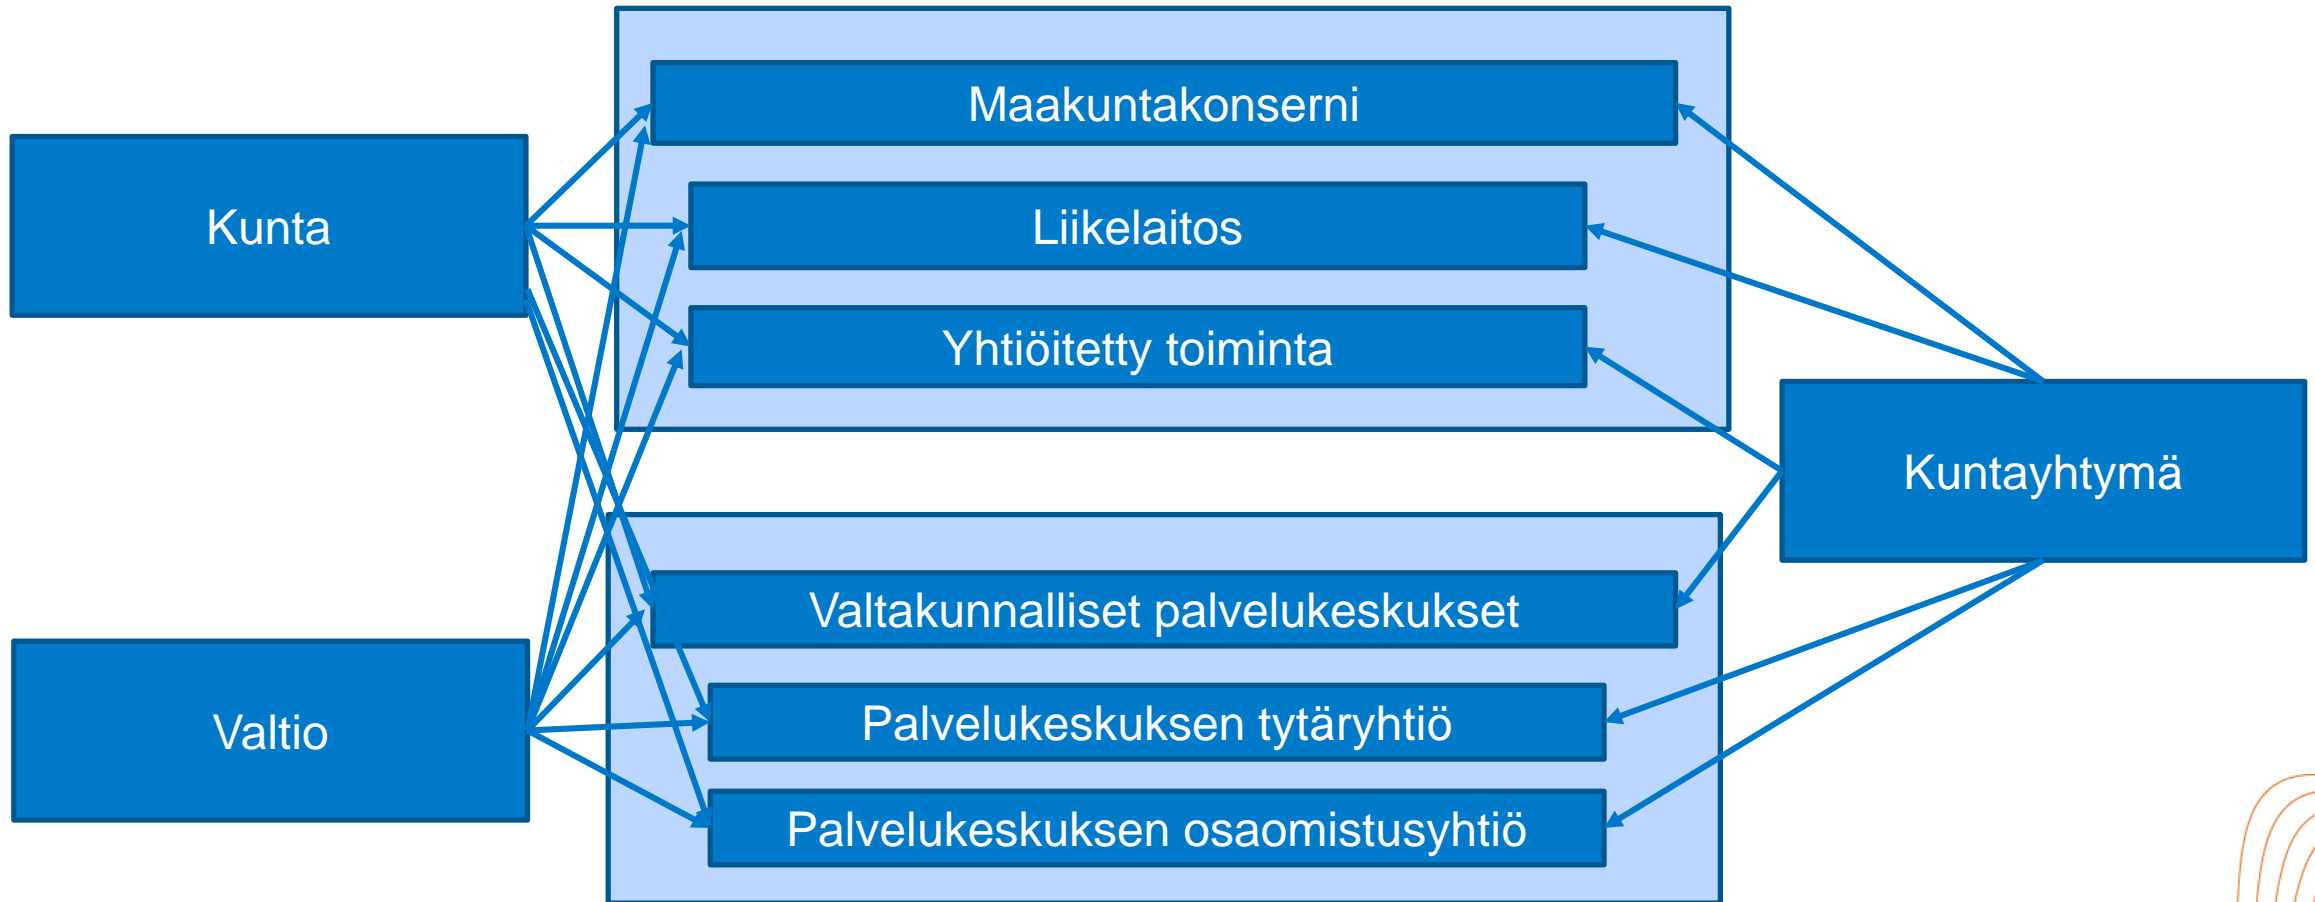 Maakuntakonserni
Kunta
Liikelaitos
Yhtiöitetty toiminta
Kuntayhtymä
Valtakunnalliset palvelukeskukset
Valtio
Palvelukeskuksen tytäryhtiö
Palvelukeskuksen osaomistusyhtiö